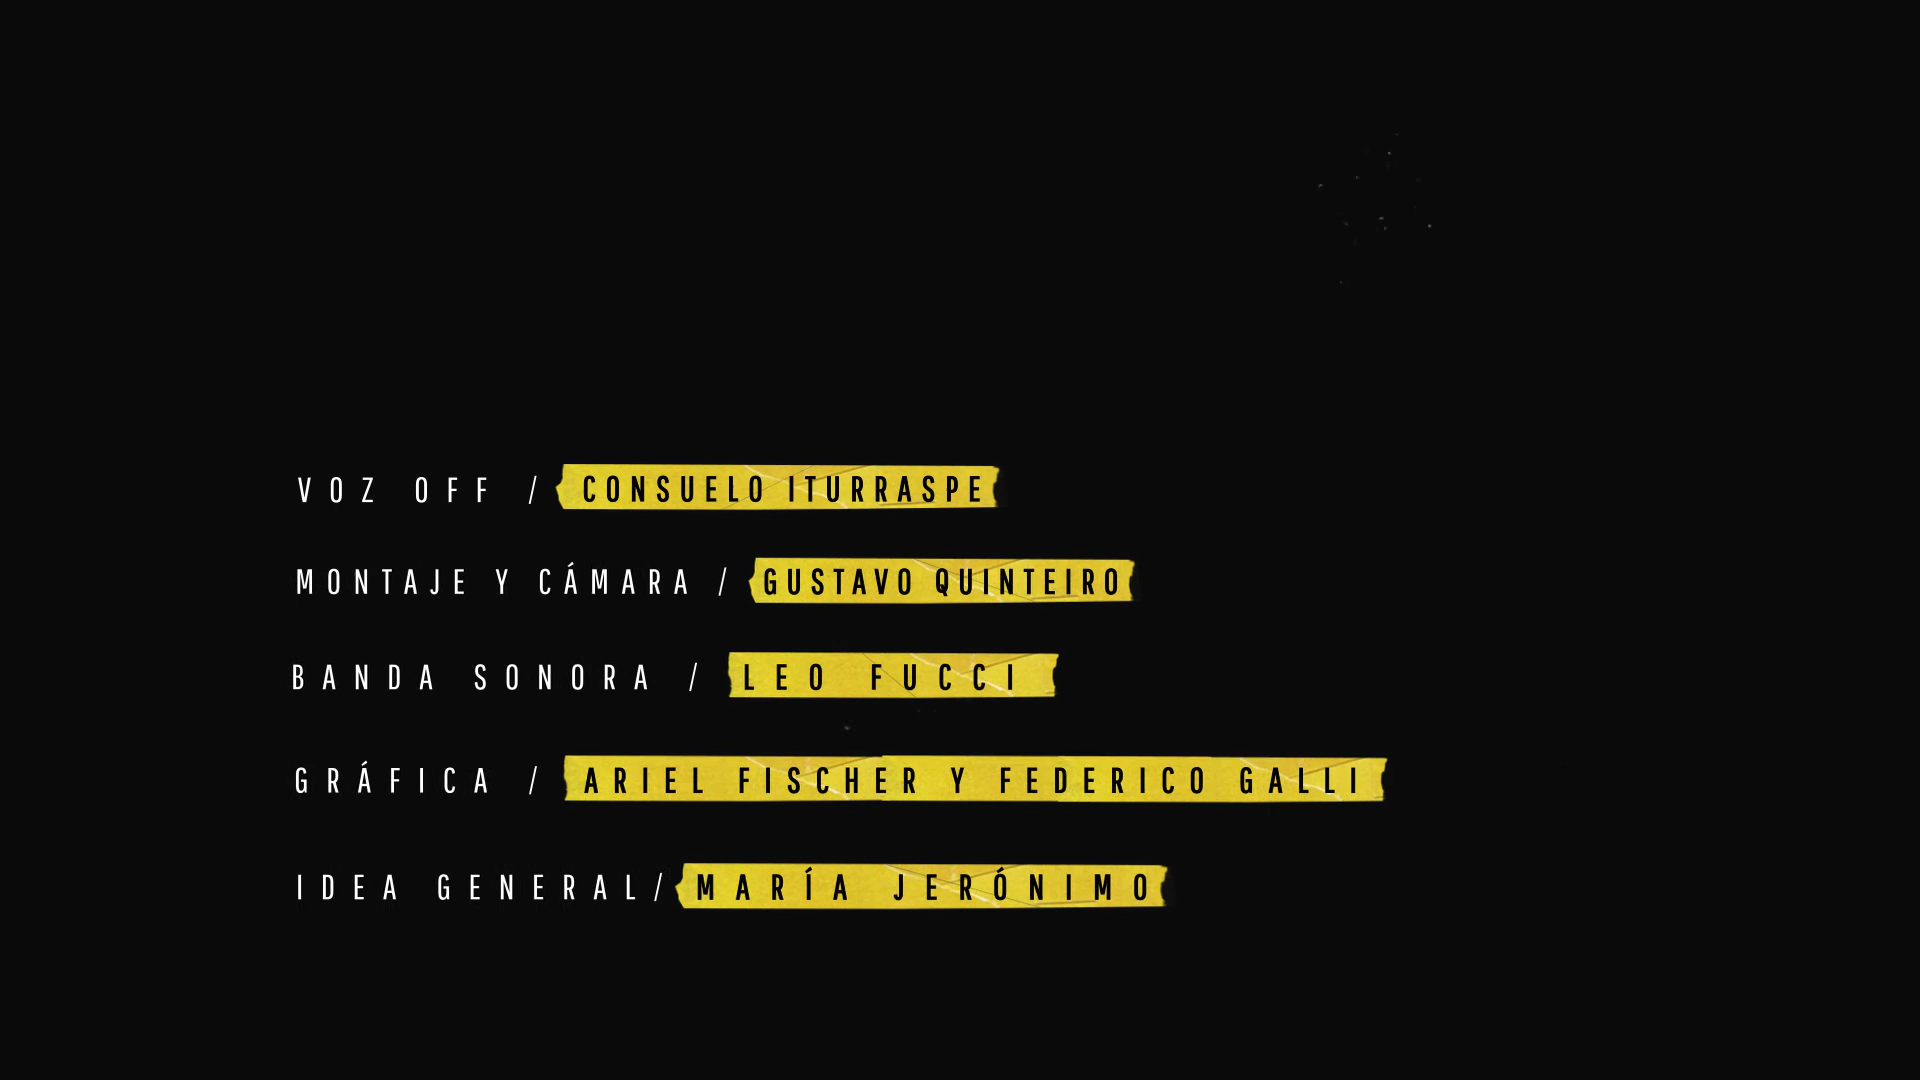 VOZ OFF / CONSUELO ITURRASPE
MONTAJE Y CÁMARA / GUSTAVO QUINTEIRO
BANDA SONORA / LEO FUCCI
GRÁFICA / ARIEL FISCHER Y FEDERICO GALLI
IDEA GENERAL/ MARÍA JERÓNIMO